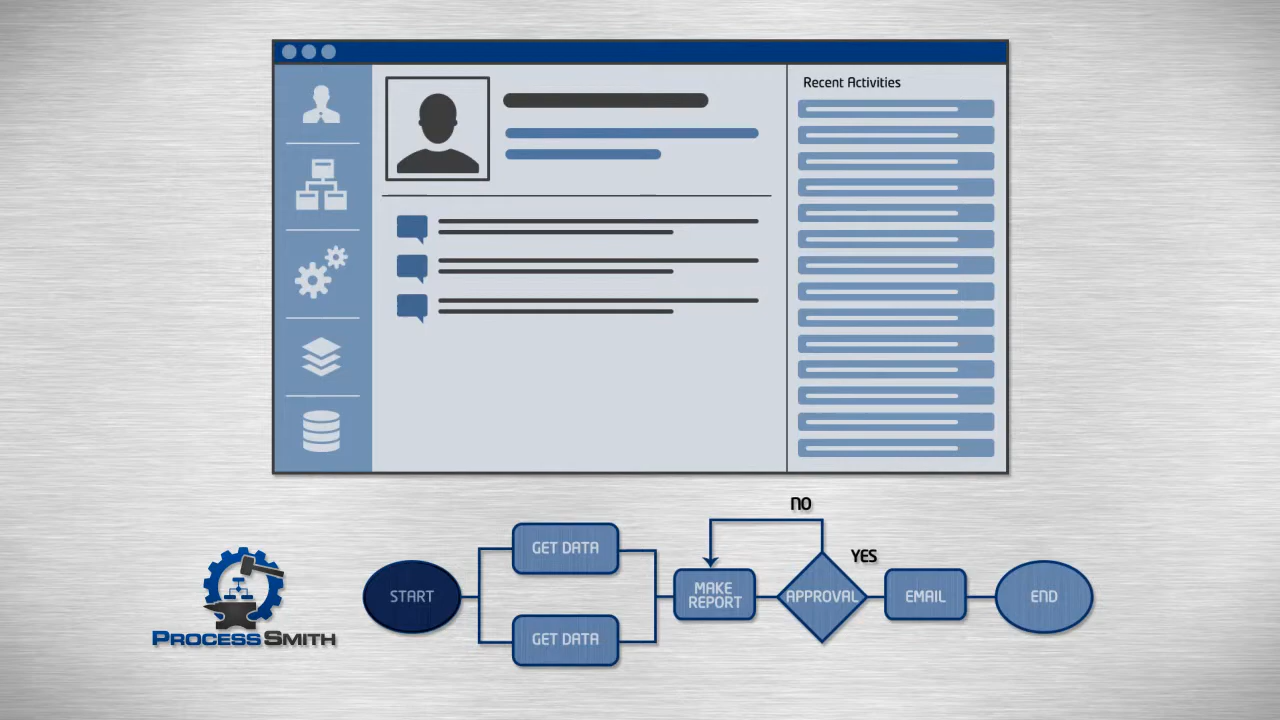 Recent Activities
NO
YES
GET DATA
START
MAKE
REPORT
APPROVAL
EMAIL
END
GET DATA
PROCESSSMITH